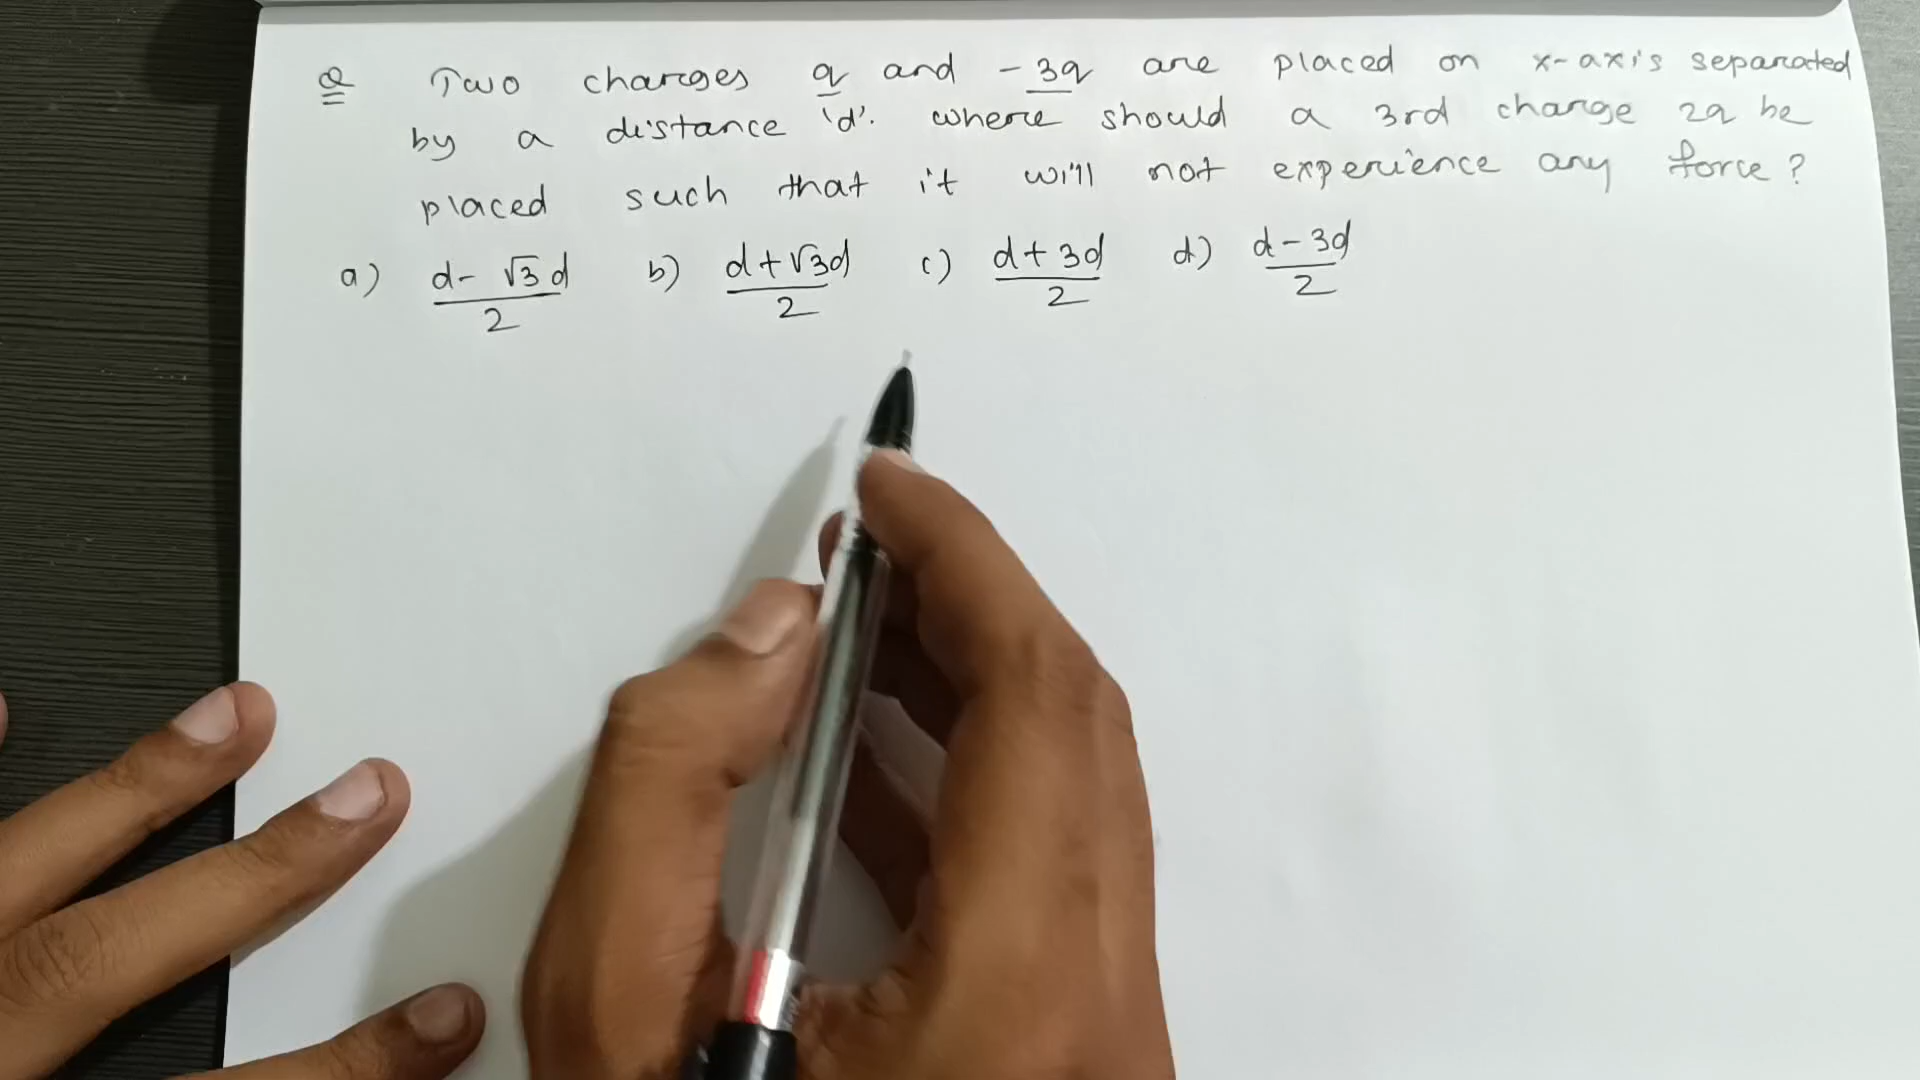 Q Two charges q and -3q are placed on x-axis separated
by a distance 'd'. where should a 3rd charge 2q be
placed such that it will not experience any force?
a) (d - √3 d)/2 b) (d + √3d)/2 c) (d + 3d)/2 d) (d - 3d)/2